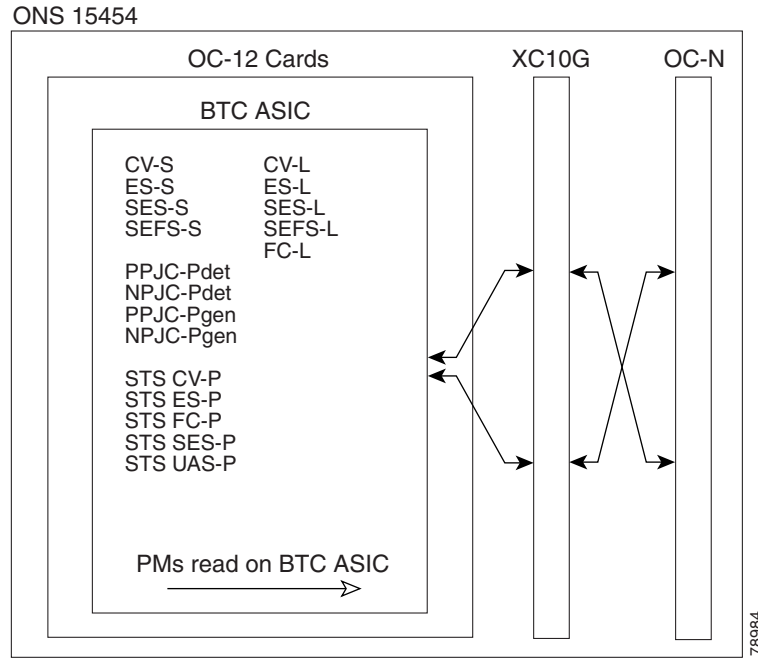 ONS 15454
OC-12 Cards
XC10G
OC-N
BTC ASIC
CV-S
ES-S
SES-S
SEFS-S
CV-L
ES-L
SES-L
SEFS-L
FC-L
PPJC-Pdet
NPJC-Pdet
PPJC-Pgen
NPJC-Pgen
STS CV-P
STS ES-P
STS FC-P
STS SES-P
STS UAS-P
PMs read on BTC ASIC
78984